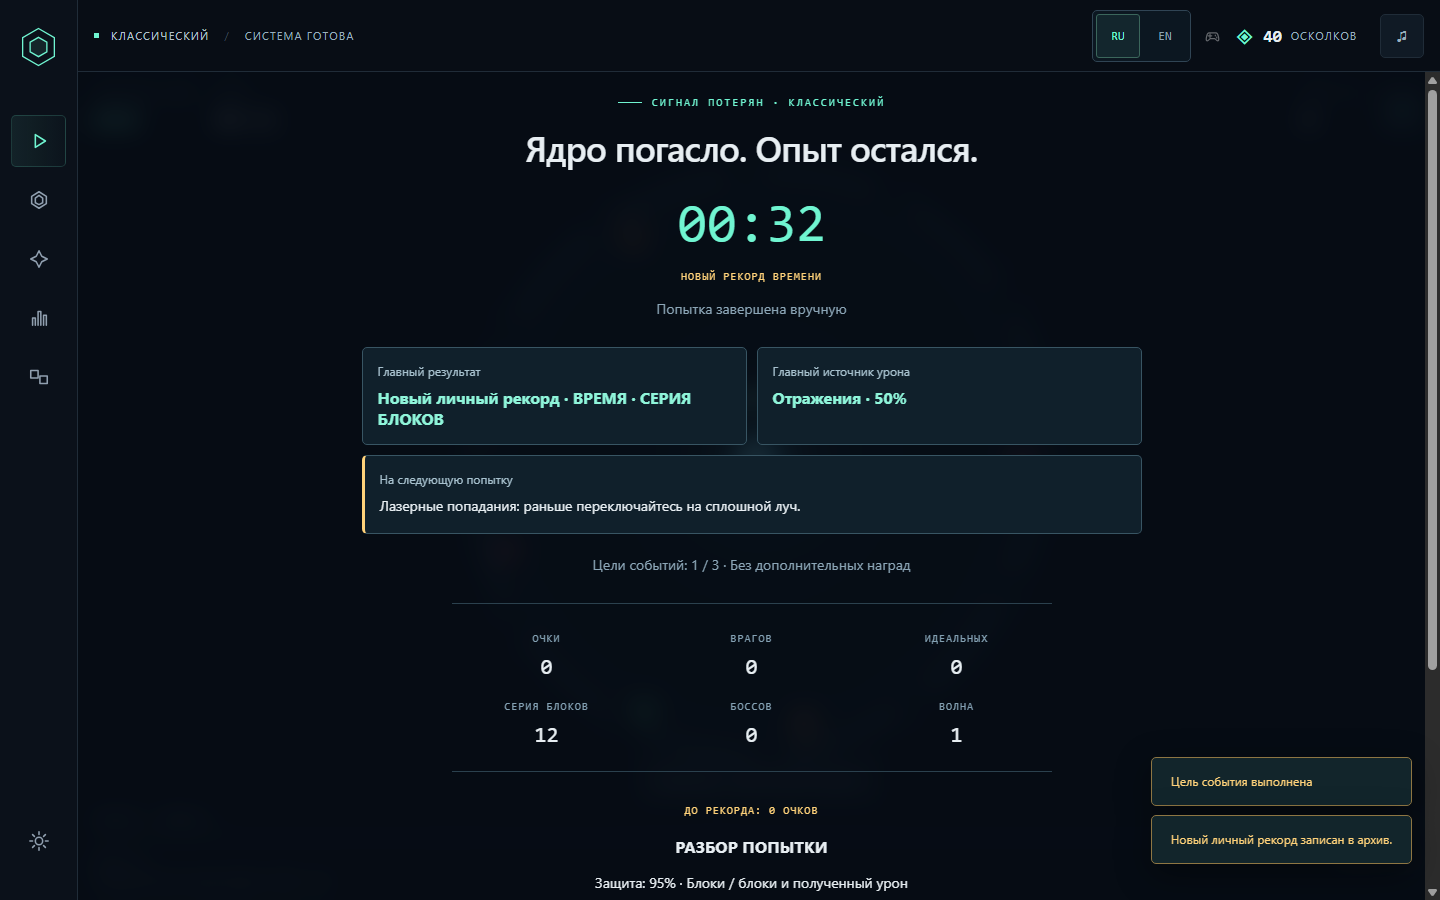 КЛАССИЧЕСКИЙ / СИСТЕМА ГОТОВА
RU EN
40 ОСКОЛКОВ
СИГНАЛ ПОТЕРЯН · КЛАССИЧЕСКИЙ
Ядро погасло. Опыт остался.
00:32
НОВЫЙ РЕКОРД ВРЕМЕНИ
Попытка завершена вручную
Главный результат
Новый личный рекорд · ВРЕМЯ · СЕРИЯ
БЛОКОВ
Главный источник урона
Отражения · 50%
На следующую попытку
Лазерные попадания: раньше переключайтесь на сплошной луч.
Цели событий: 1 / 3 · Без дополнительных наград
ОЧКИ ВРАГОВ ИДЕАЛЬНЫХ
0 0 0
СЕРИЯ БЛОКОВ БОССОВ ВОЛНА
12 0 1
ДО РЕКОРДА: 0 ОЧКОВ
РАЗБОР ПОПЫТКИ
Защита: 95% · Блоки / блоки и полученный урон
Цель события выполнена
Новый личный рекорд записан в архив.